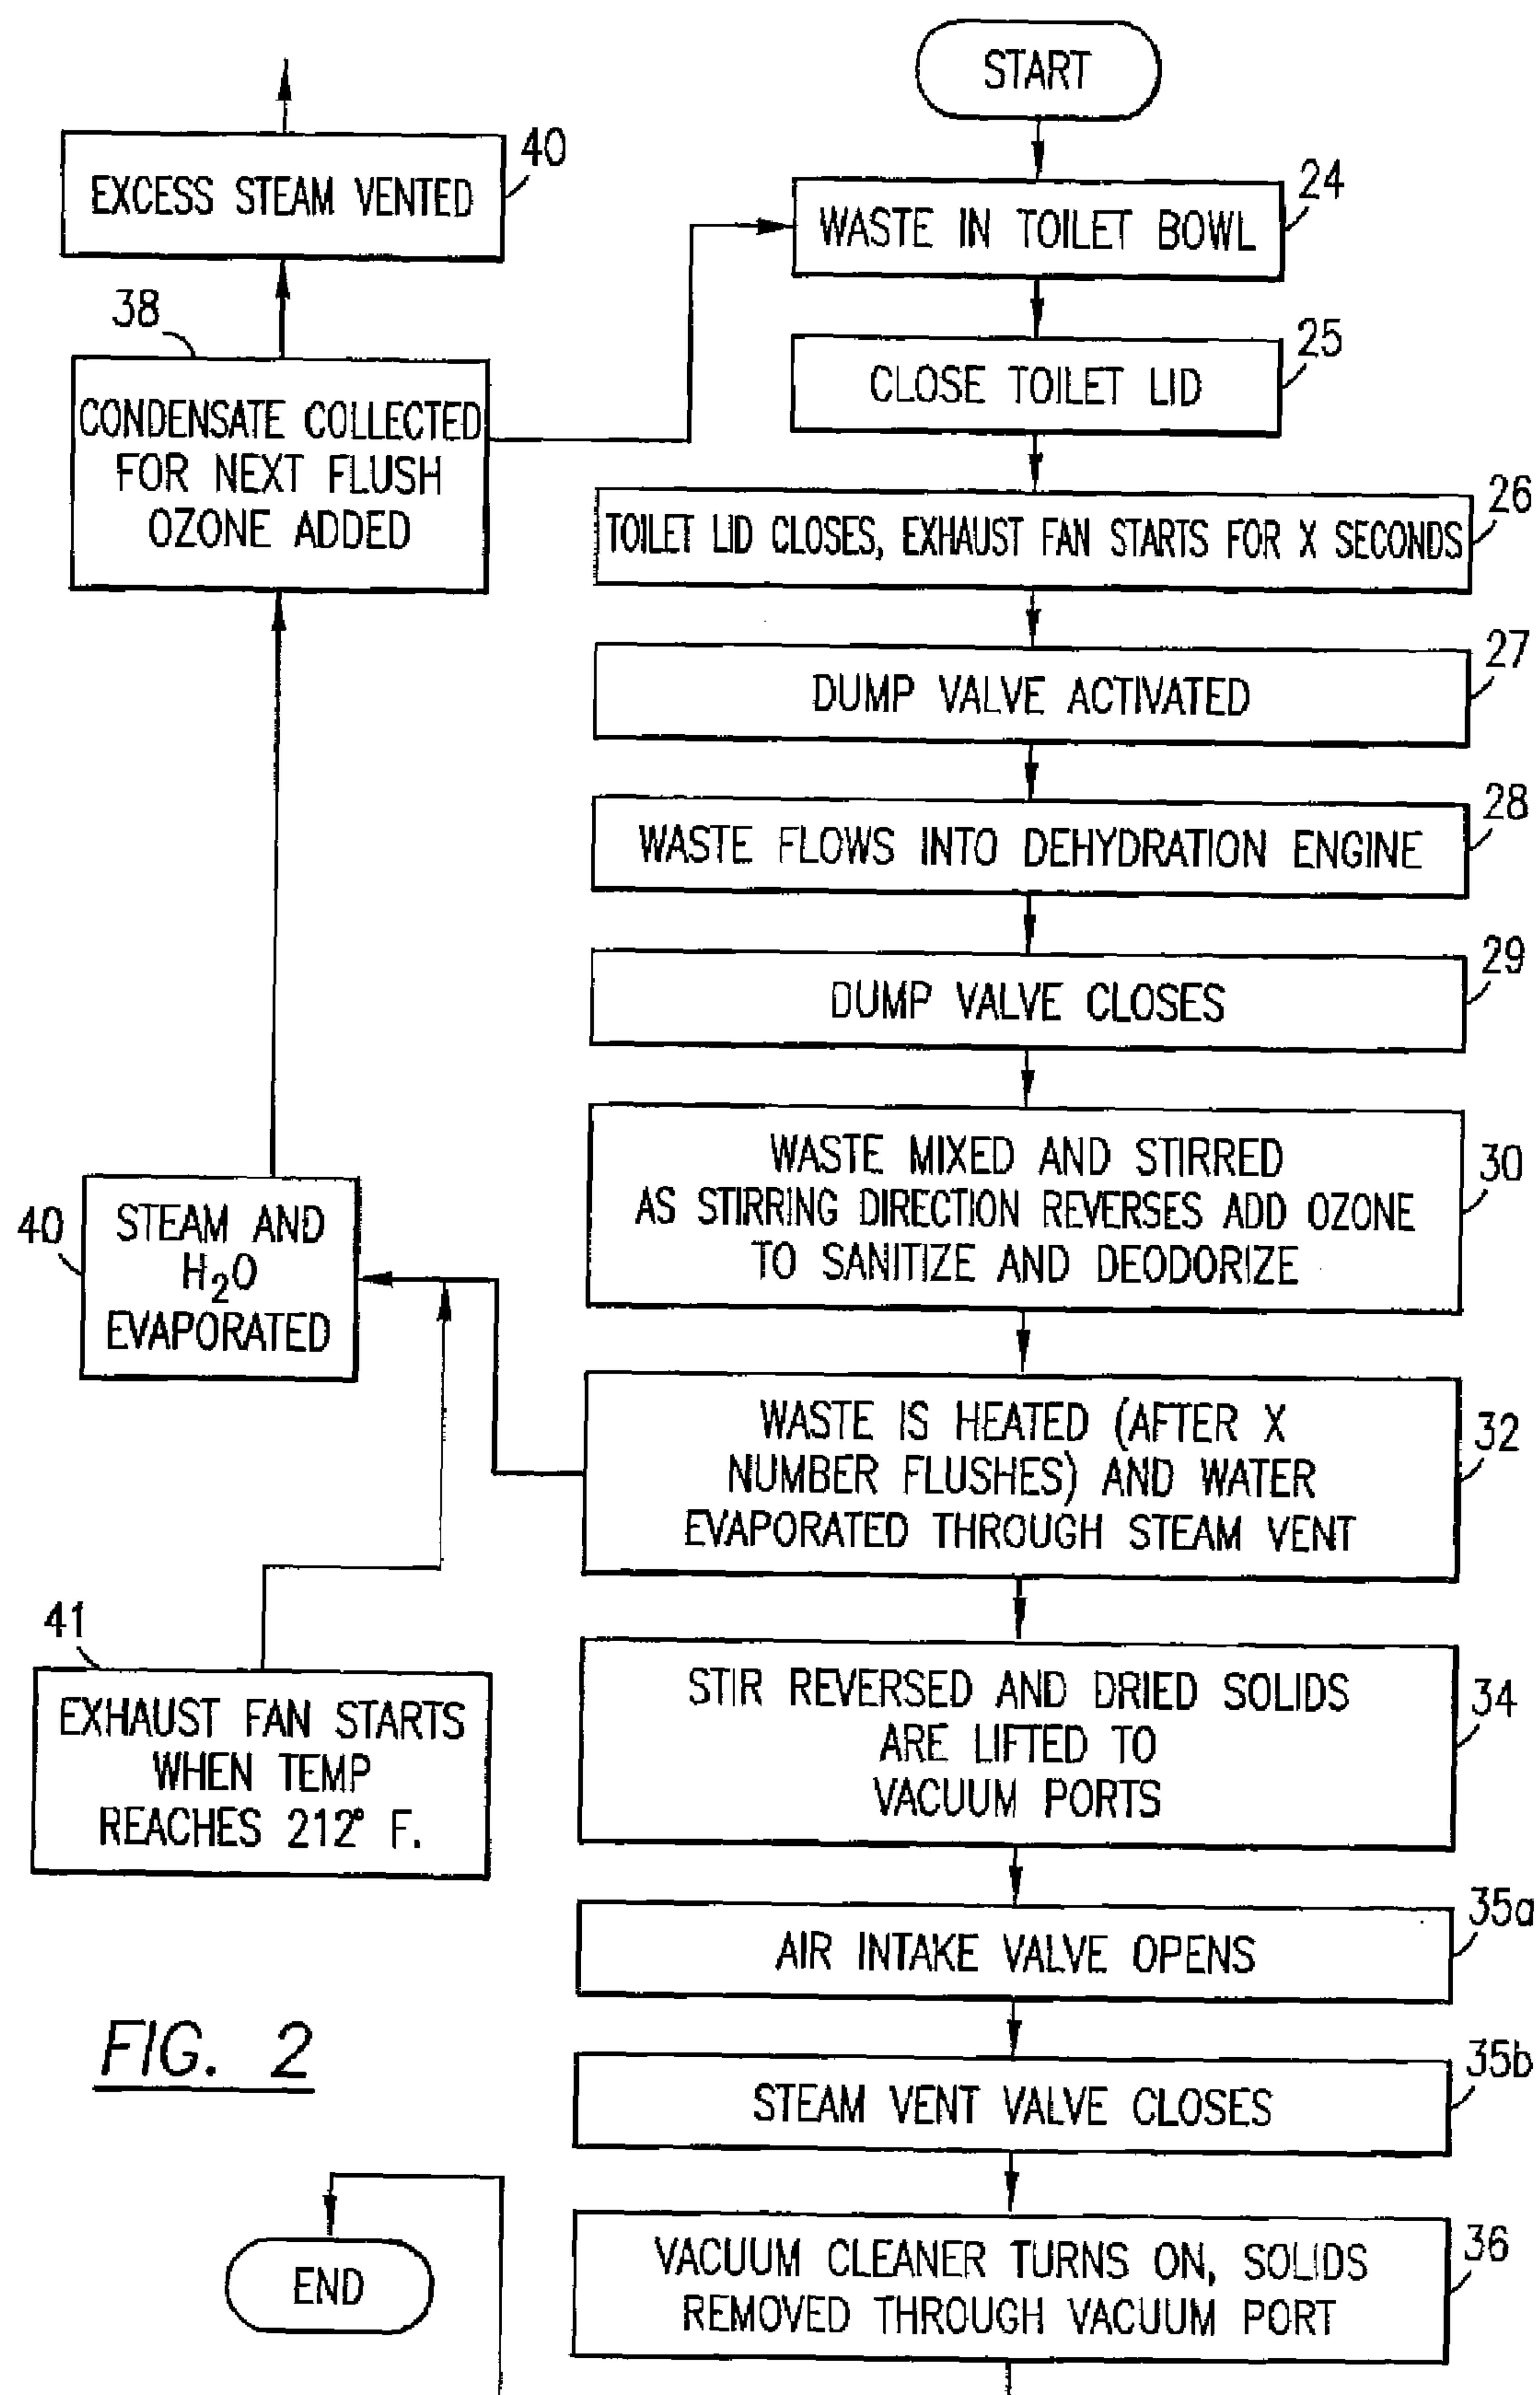 START
EXCESS STEAM VENTED
40
WASTE IN TOILET BOWL
24
38
CONDENSATE COLLECTED
FOR NEXT FLUSH
OZONE ADDED
CLOSE TOILET LID
25
TOILET LID CLOSES, EXHAUST FAN STARTS FOR X SECONDS
26
DUMP VALVE ACTIVATED
27
WASTE FLOWS INTO DEHYDRATION ENGINE
28
DUMP VALVE CLOSES
29
WASTE MIXED AND STIRRED
AS STIRRING DIRECTION REVERSES ADD OZONE
TO SANITIZE AND DEODORIZE
30
40
STEAM AND
H₂O
EVAPORATED
WASTE IS HEATED (AFTER X
NUMBER FLUSHES) AND WATER
EVAPORATED THROUGH STEAM VENT
32
41
EXHAUST FAN STARTS
WHEN TEMP
REACHES 212° F.
STIR REVERSED AND DRIED SOLIDS
ARE LIFTED TO
VACUUM PORTS
34
AIR INTAKE VALVE OPENS
35a
STEAM VENT VALVE CLOSES
35b
VACUUM CLEANER TURNS ON, SOLIDS
REMOVED THROUGH VACUUM PORT
36
END
FIG. 2